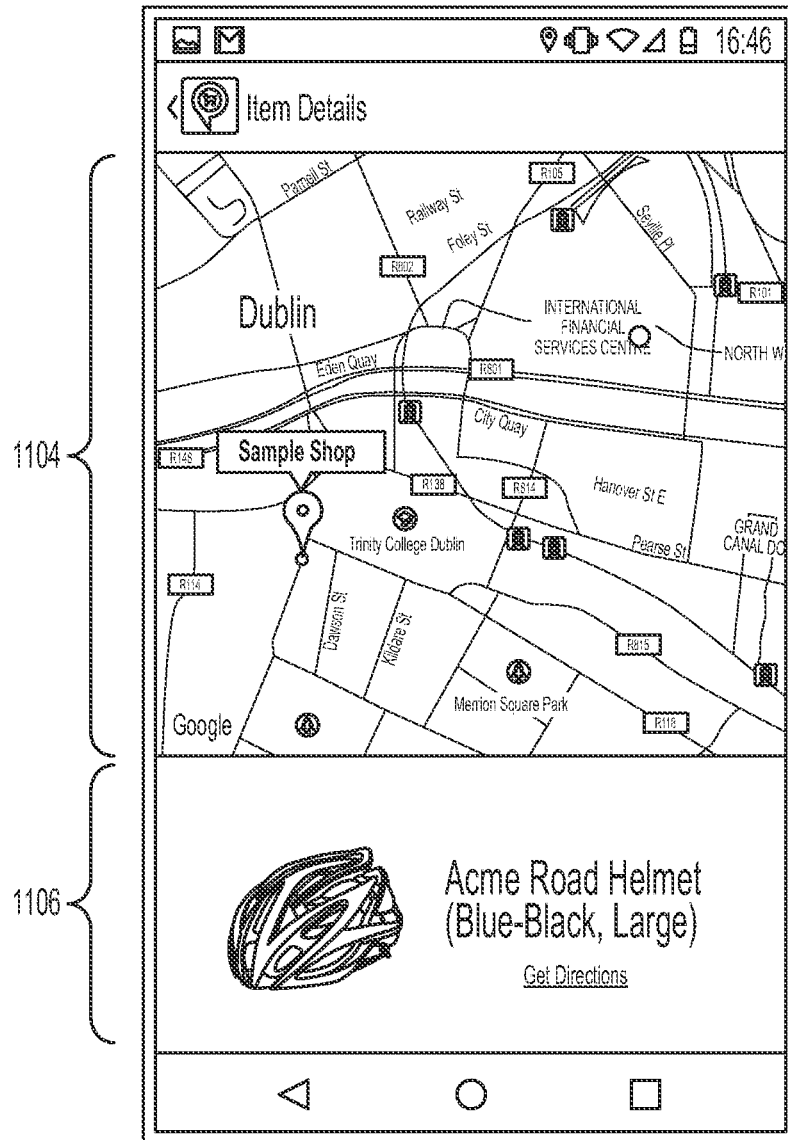 16:46
Item Details
Parnell St
Railway St
Foley St
R105
Seville Pl
R802
R101
Dublin
INTERNATIONAL
FINANCIAL
SERVICES CENTRE
NORTH W
Eden Quay
R801
1104
City Quay
Sample Shop
R148
R138
R814
Hanover St E
Trinity College Dublin
Pearse St
GRAND
CANAL DO
R114
Dawson St
Kildare St
R815
Merrion Square Park
R118
Google
1106
Acme Road Helmet
(Blue-Black, Large)
Get Directions